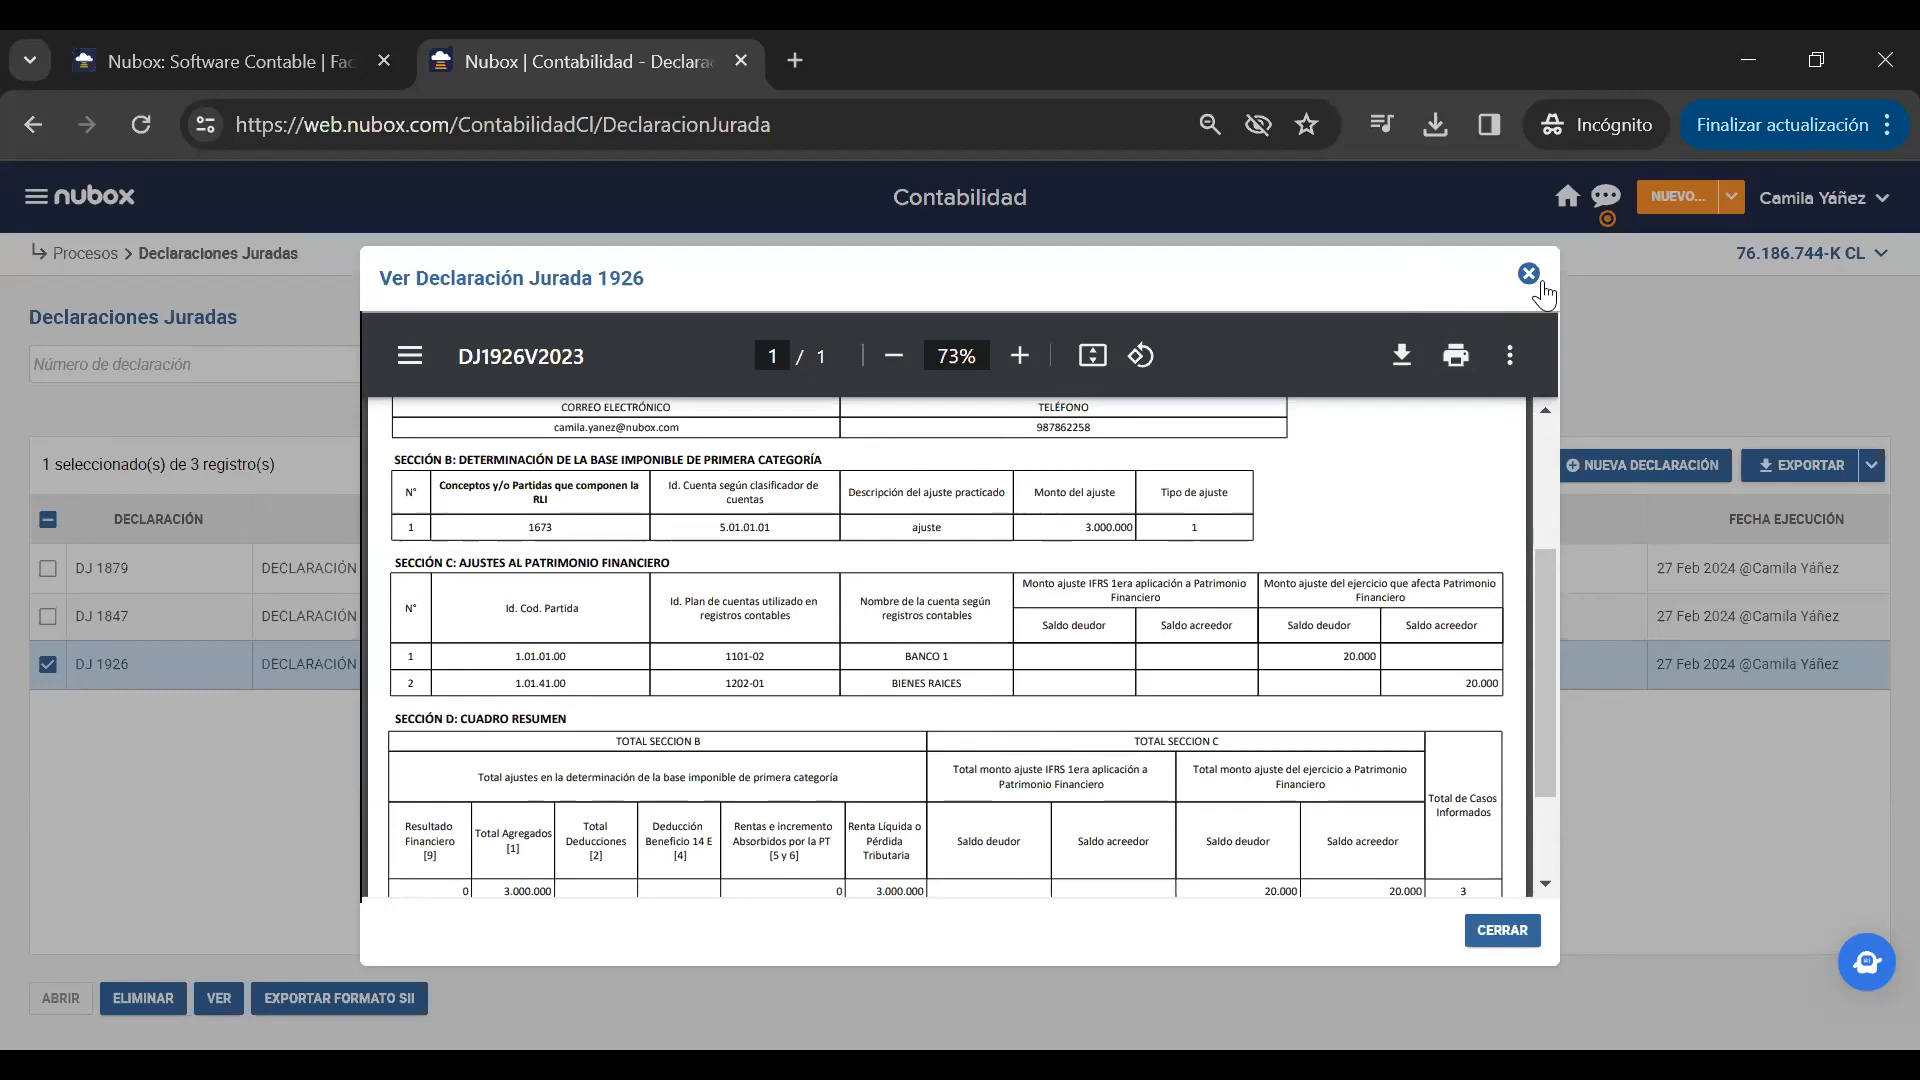 Nubox: Software Contable | Fac
Nubox | Contabilidad - Declara
https://web.nubox.com/ContabilidadCl/DeclaracionJurada
Incógnito
Finalizar actualización
nubox
Contabilidad
NUEVO...
Camila Yáñez
Procesos > Declaraciones Juradas
76.186.744-K CL
Declaraciones Juradas
Número de declaración
1 seleccionado(s) de 3 registro(s)
NUEVA DECLARACIÓN
EXPORTAR
DECLARACIÓN
FECHA EJECUCIÓN
DJ 1879 DECLARACIÓN 27 Feb 2024 @Camila Yáñez
DJ 1847 DECLARACIÓN 27 Feb 2024 @Camila Yáñez
DJ 1926 DECLARACIÓN 27 Feb 2024 @Camila Yáñez
Ver Declaración Jurada 1926
DJ1926V2023
1 / 1
73%
CORREO ELECTRÓNICO TELÉFONO
camila.yanez@nubox.com 987862258
SECCIÓN B: DETERMINACIÓN DE LA BASE IMPONIBLE DE PRIMERA CATEGORÍA
N°
Conceptos y/o Partidas que componen la
RLI
Id. Cuenta según clasificador de
cuentas
Descripción del ajuste practicado
Monto del ajuste
Tipo de ajuste
1 1673 5.01.01.01 ajuste 3.000.000 1
SECCIÓN C: AJUSTES AL PATRIMONIO FINANCIERO
N°
Id. Cod. Partida
Id. Plan de cuentas utilizado en
registros contables
Nombre de la cuenta según
registros contables
Monto ajuste IFRS 1era aplicación a Patrimonio
Financiero
Monto ajuste del ejercicio que afecta Patrimonio
Financiero
Saldo deudor Saldo acreedor Saldo deudor Saldo acreedor
1 1.01.01.00 1101-02 BANCO 1 20.000
2 1.01.41.00 1202-01 BIENES RAICES 20.000
SECCIÓN D: CUADRO RESUMEN
TOTAL SECCION B TOTAL SECCION C
Total ajustes en la determinación de la base imponible de primera categoría
Total monto ajuste IFRS 1era aplicación a
Patrimonio Financiero
Total monto ajuste del ejercicio a Patrimonio
Financiero
Total de Casos
Informados
Resultado
Financiero
[9]
Total Agregados
[1]
Total
Deducciones
[2]
Deducción
Beneficio 14 E
[4]
Rentas e incremento
Absorbidos por la PT
[5 y 6]
Renta Líquida o
Pérdida
Tributaria
Saldo deudor Saldo acreedor Saldo deudor Saldo acreedor
0 3.000.000 0 3.000.000 20.000 20.000 3
CERRAR
ABRIR
ELIMINAR
VER
EXPORTAR FORMATO SII